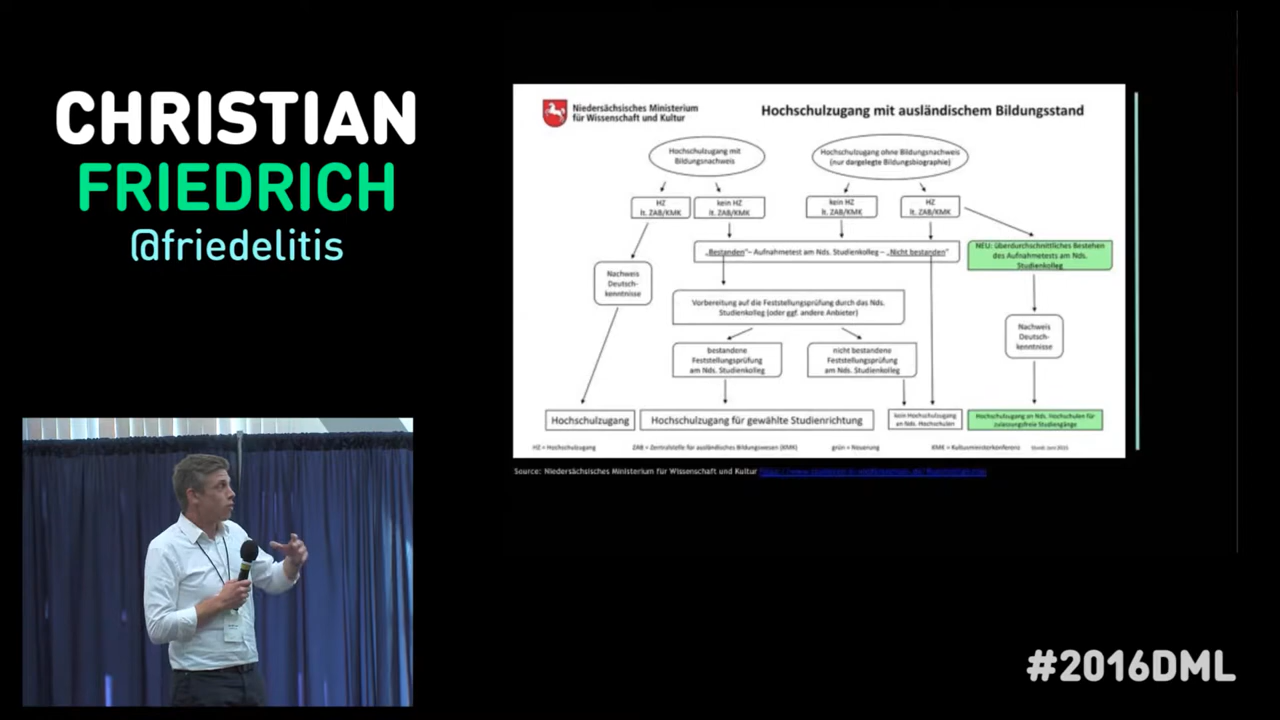 CHRISTIAN
FRIEDRICH
@friedelitis
Niedersächsisches Ministerium
für Wissenschaft und Kultur
Hochschulzugang mit ausländischem Bildungsstand
Hochschulzugang mit
Bildungsnachweis
Hochschulzugang ohne Bildungsnachweis
(nur dargelegte Bildungsbiographie)
HZ
lt. ZAB/KMK
kein HZ
lt. ZAB/KMK
kein HZ
lt. ZAB/KMK
HZ
lt. ZAB/KMK
„Bestanden“– Aufnahmetest am Nds. Studienkolleg – „Nicht bestanden“
NEU: überdurchschnittliches Bestehen
des Aufnahmetests am Nds.
Studienkolleg
Nachweis
Deutsch-
kenntnisse
Vorbereitung auf die Feststellungsprüfung durch das Nds.
Studienkolleg (oder ggf. andere Anbieter)
Nachweis
Deutsch-
kenntnisse
bestandene
Feststellungsprüfung
am Nds. Studienkolleg
nicht bestandene
Feststellungsprüfung
am Nds. Studienkolleg
Hochschulzugang
Hochschulzugang für gewählte Studienrichtung
kein Hochschulzugang
an Nds. Hochschulen
Hochschulzugang an Nds. Hochschulen für
zulassungsfreie Studiengänge
HZ = Hochschulzugang
ZAB = Zentralstelle für ausländisches Bildungswesen (KMK)
grün = Neuerung
KMK = Kultusministerkonferenz
Stand: Juni 2015
Source: Niedersächsisches Ministerium für Wissenschaft und Kultur
#2016DML